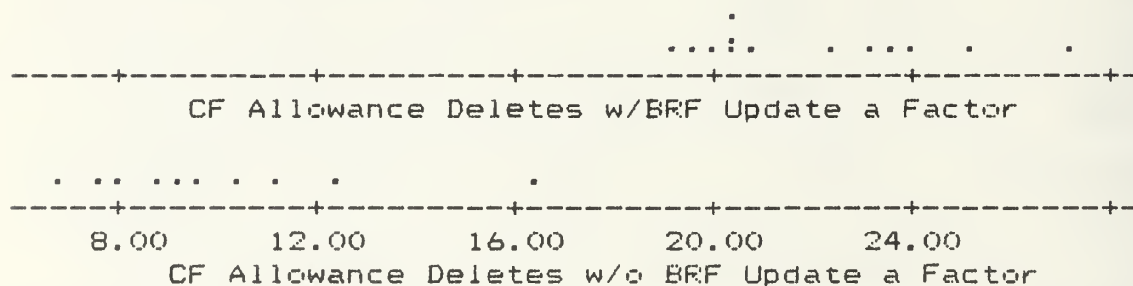 CF Allowance Deletes w/BRF Update a Factor
8.00 12.00 16.00 20.00 24.00
CF Allowance Deletes w/o BRF Update a Factor